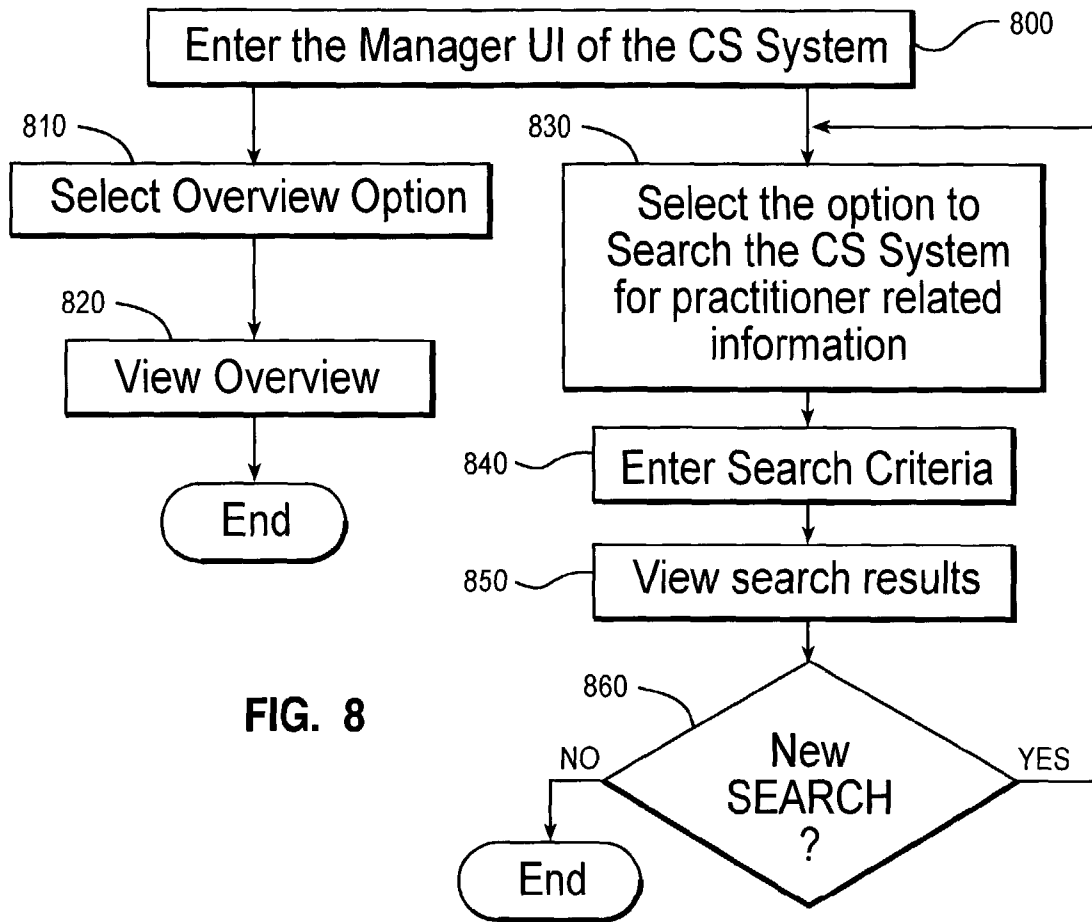 Enter the Manager UI of the CS System
800
810
Select Overview Option
820
View Overview
End
830
Select the option to
Search the CS System
for practitioner related
information
840
Enter Search Criteria
850
View search results
860
New
SEARCH
?
NO
YES
End
FIG. 8